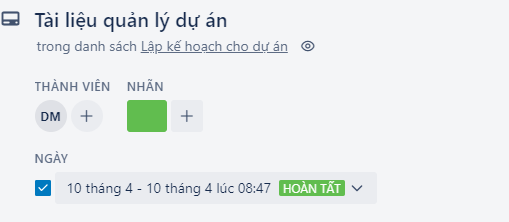 Tài liệu quản lý dự án
trong danh sách Lập kế hoạch cho dự án
THÀNH VIÊN NHÃN
DM
NGÀY
10 tháng 4 - 10 tháng 4 lúc 08:47 HOÀN TẤT